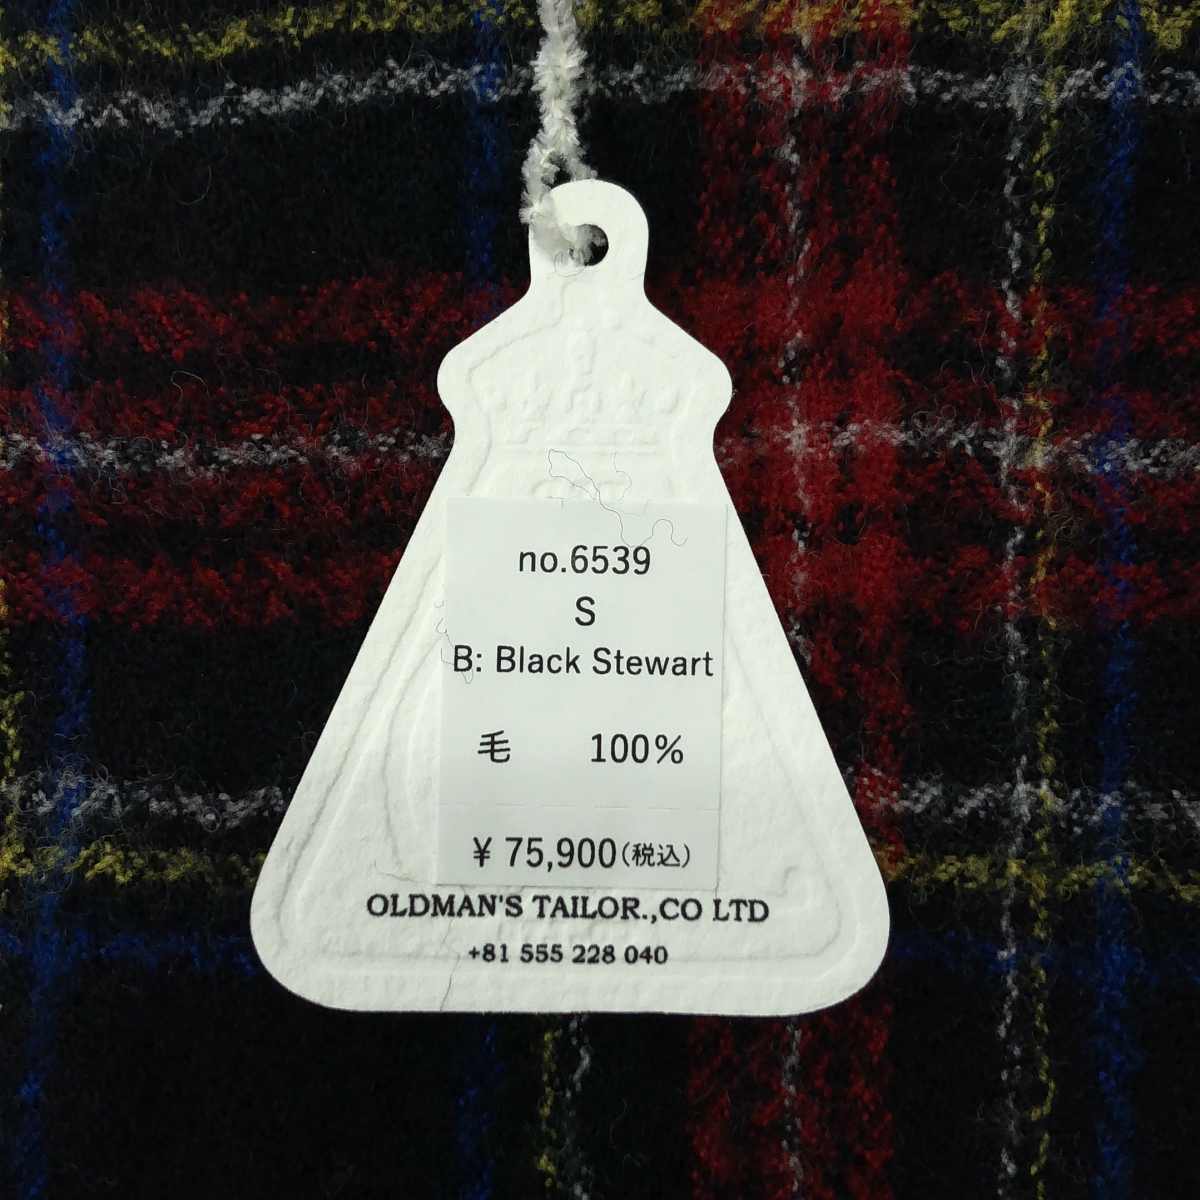 no.6539
S
B: Black Stewart
毛 100%
¥ 75,900(税込)
OLDMAN'S TAILOR.,CO LTD
+81 555 228 040